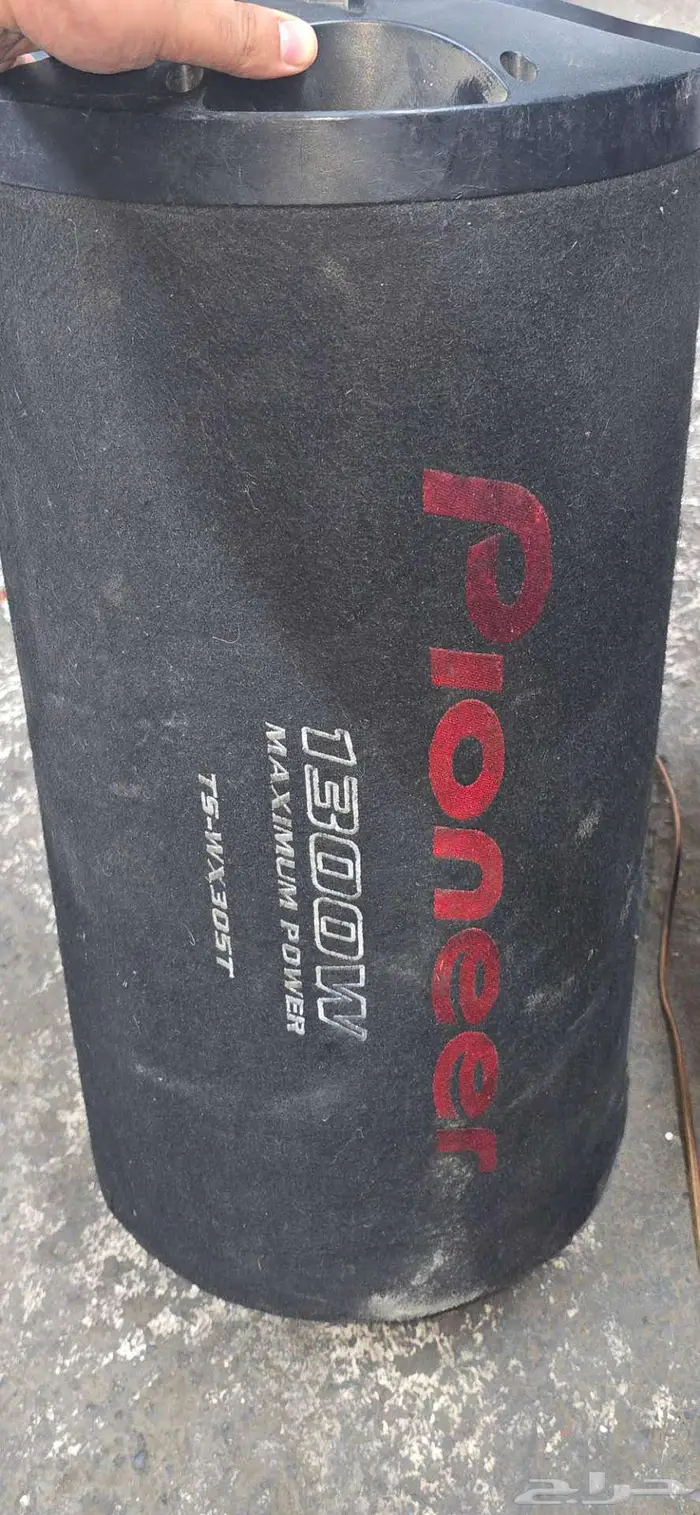 Pioneer
1300W
MAXIMUM POWER
TS-WX305T
حراج